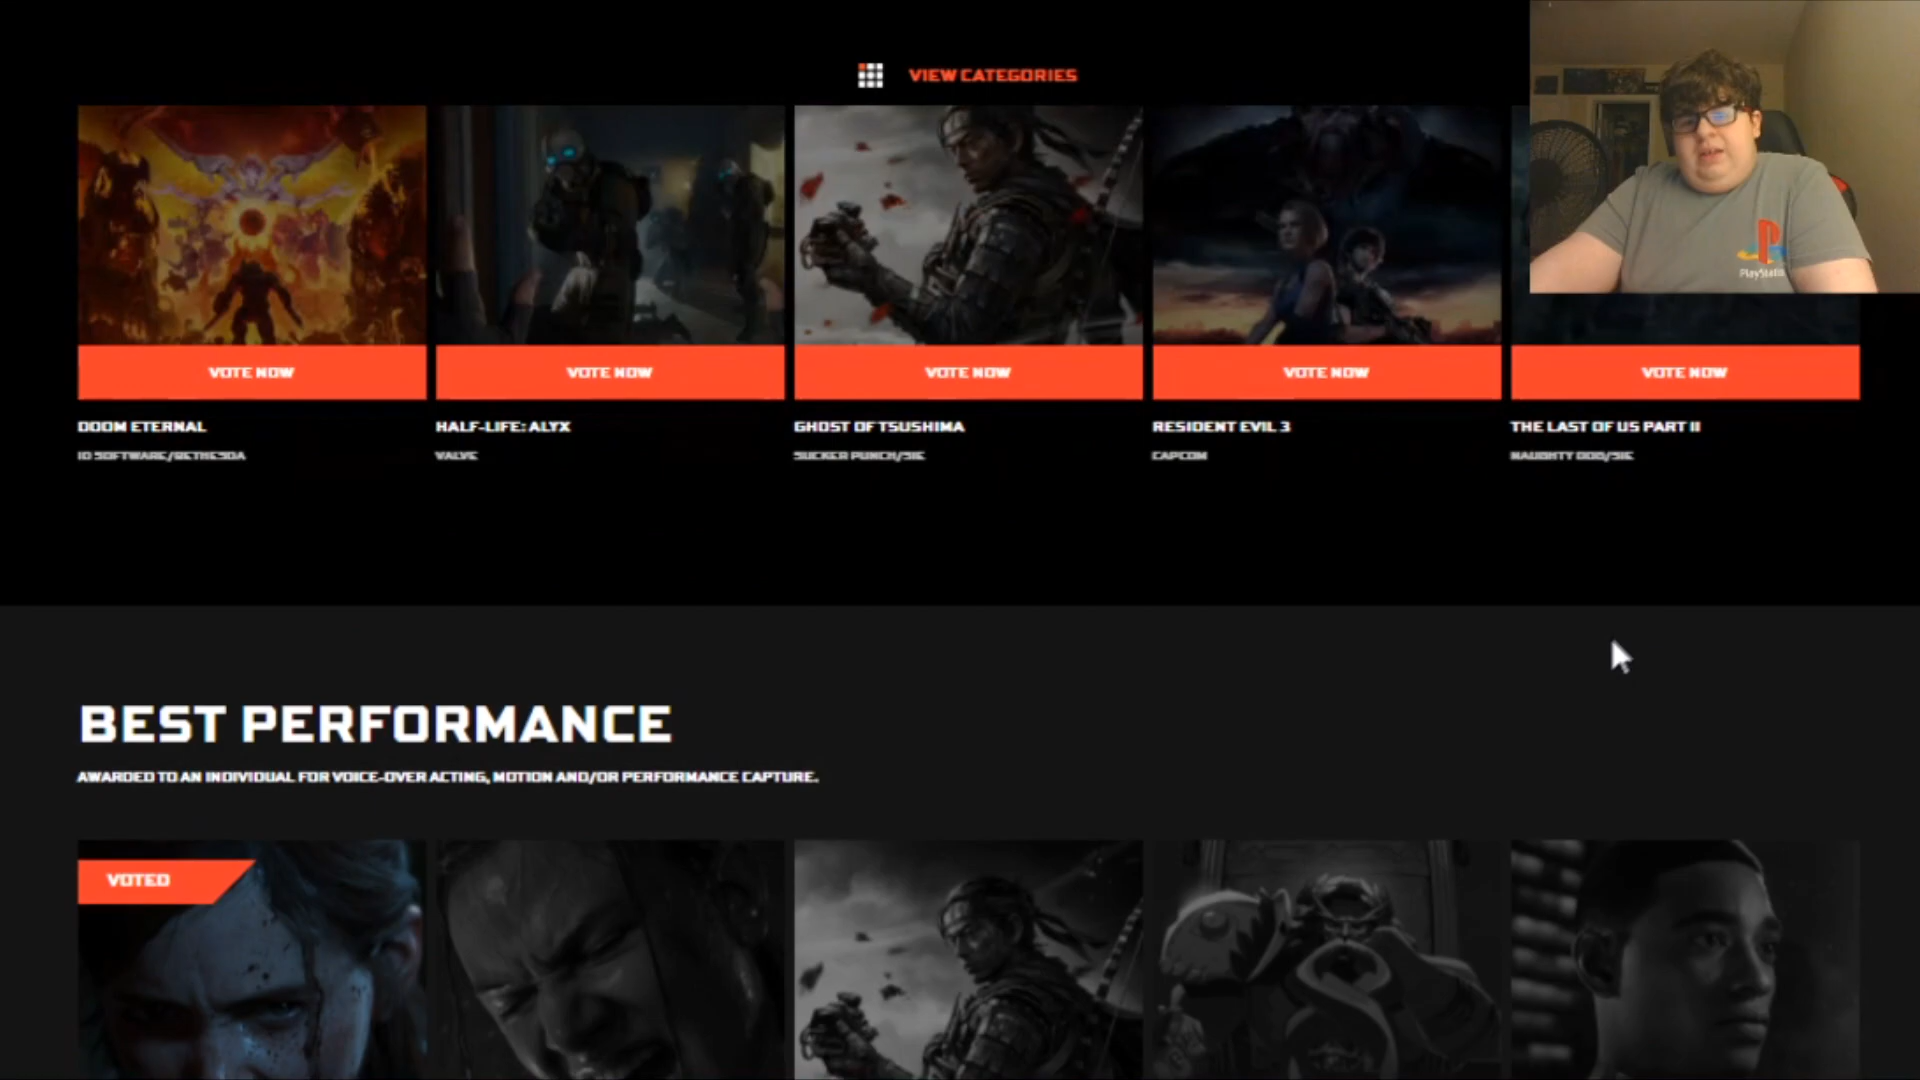 VIEW CATEGORIES
VOTE NOW
VOTE NOW
VOTE NOW
VOTE NOW
VOTE NOW
DOOM ETERNAL
HALF-LIFE: ALYX
GHOST OF TSUSHIMA
RESIDENT EVIL 3
THE LAST OF US PART II
ID SOFTWARE/BETHESDA
VALVE
SUCKER PUNCH/SIE
CAPCOM
NAUGHTY DOG/SIE
PlayStatio
BEST PERFORMANCE
AWARDED TO AN INDIVIDUAL FOR VOICE-OVER ACTING, MOTION AND/OR PERFORMANCE CAPTURE.
VOTED